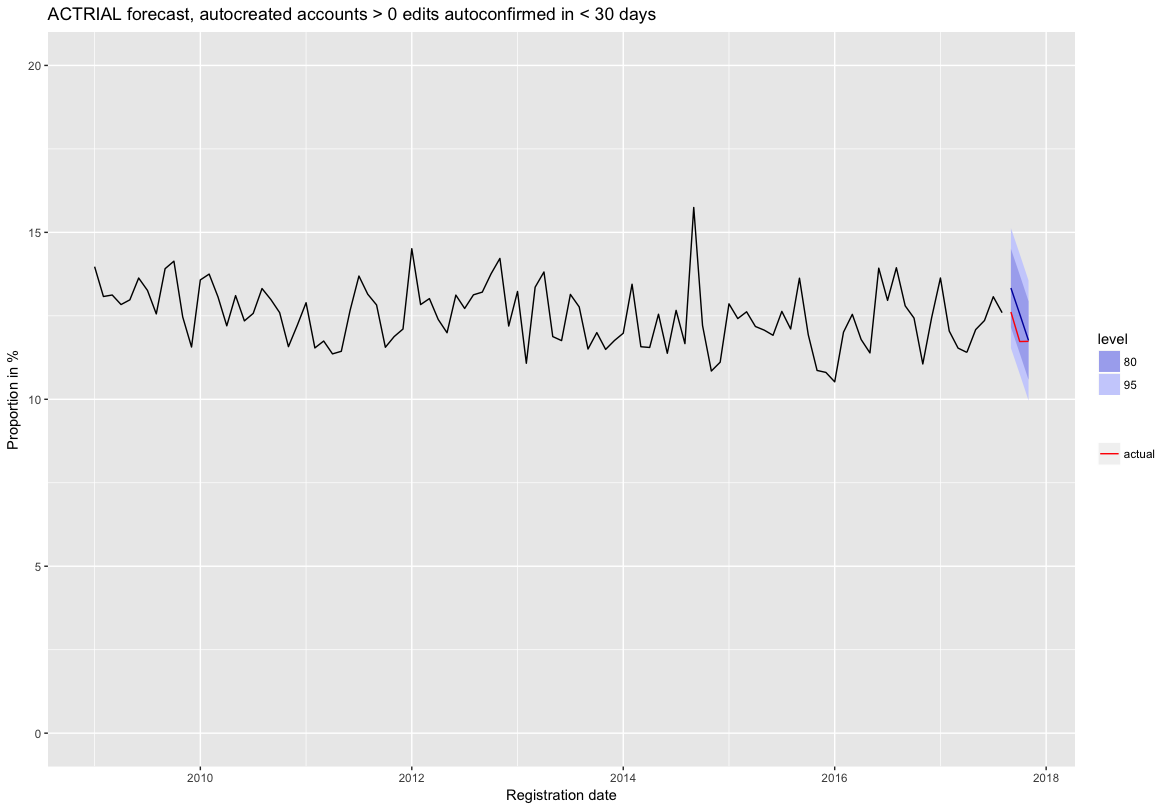 ACTRIAL forecast, autocreated accounts > 0 edits autoconfirmed in < 30 days
20
15
10
5
0
Proportion in %
2010
2012
2014
2016
2018
Registration date
level
80
95
actual